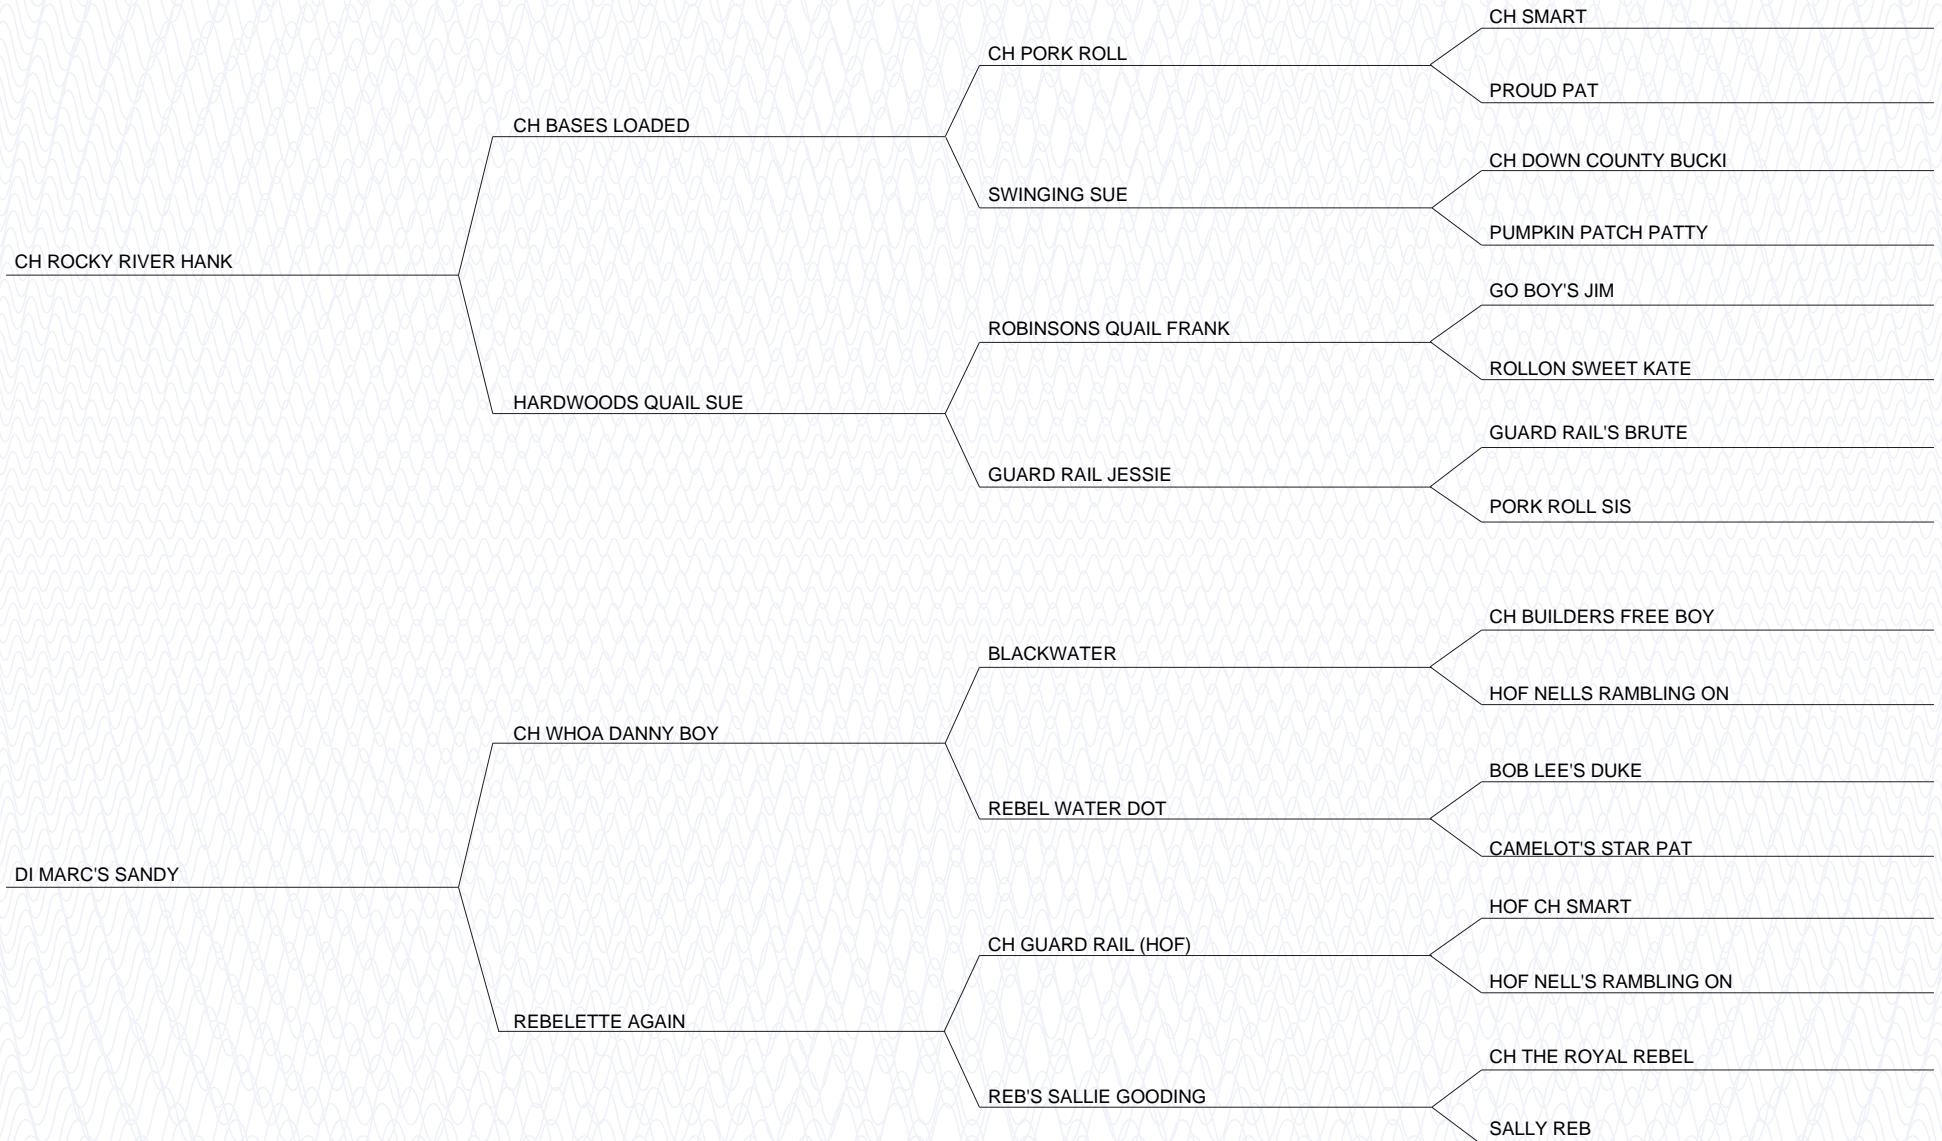 CH SMART
CH PORK ROLL
PROUD PAT
CH BASES LOADED
CH DOWN COUNTY BUCKI
SWINGING SUE
PUMPKIN PATCH PATTY
CH ROCKY RIVER HANK
GO BOY'S JIM
ROBINSONS QUAIL FRANK
ROLLON SWEET KATE
HARDWOODS QUAIL SUE
GUARD RAIL'S BRUTE
GUARD RAIL JESSIE
PORK ROLL SIS
CH BUILDERS FREE BOY
BLACKWATER
HOF NELLS RAMBLING ON
CH WHOA DANNY BOY
BOB LEE'S DUKE
REBEL WATER DOT
CAMELOT'S STAR PAT
DI MARC'S SANDY
HOF CH SMART
CH GUARD RAIL (HOF)
HOF NELL'S RAMBLING ON
REBELETTE AGAIN
CH THE ROYAL REBEL
REB'S SALLIE GOODING
SALLY REB